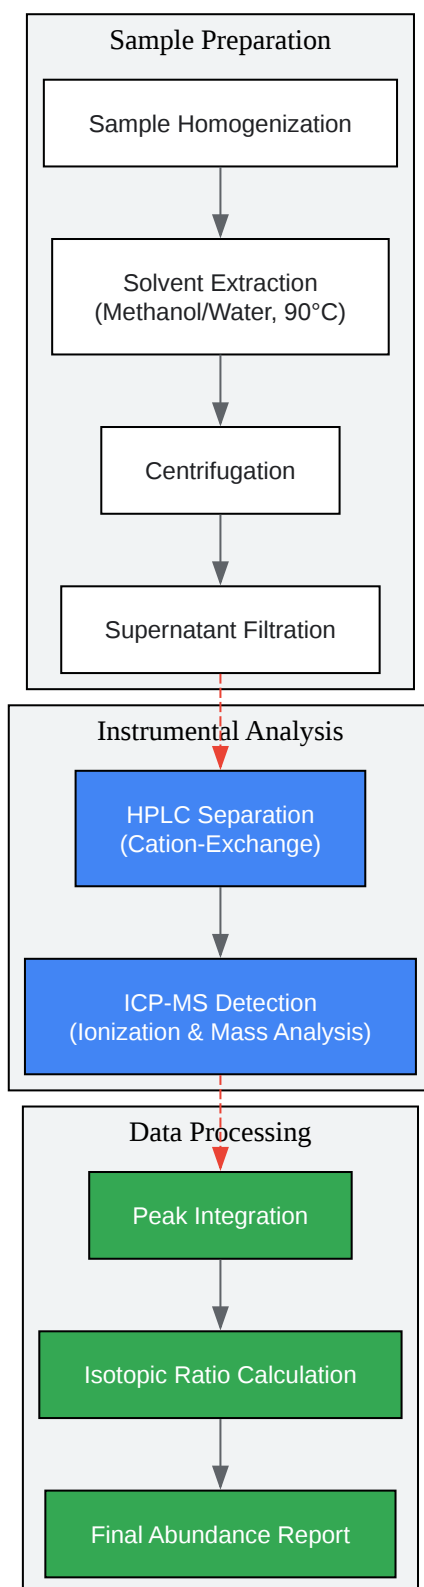 Sample Preparation
Sample Homogenization
Solvent Extraction
(Methanol/Water, 90°C)
Centrifugation
Supernatant Filtration
Instrumental Analysis
HPLC Separation
(Cation-Exchange)
ICP-MS Detection
(Ionization & Mass Analysis)
Data Processing
Peak Integration
Isotopic Ratio Calculation
Final Abundance Report